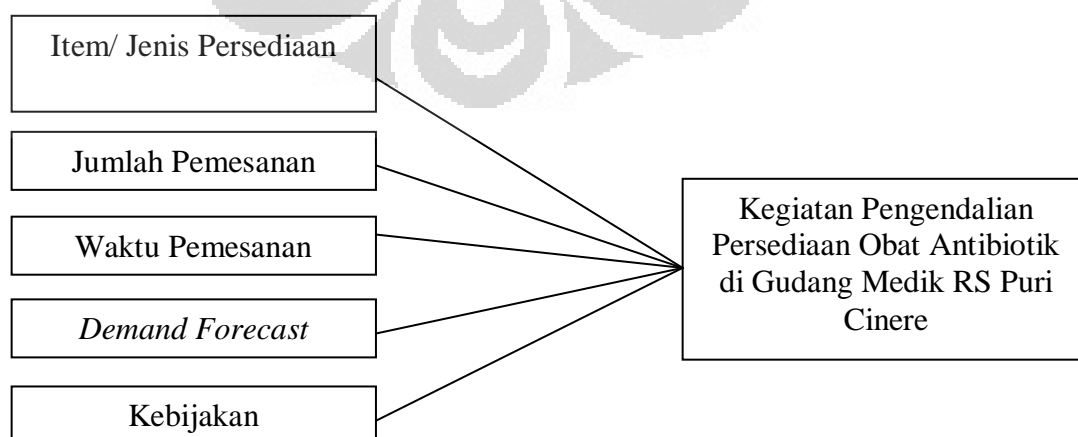 Item/ Jenis Persediaan
Jumlah Pemesanan
Waktu Pemesanan
Demand Forecast
Kebijakan
Kegiatan Pengendalian
Persediaan Obat Antibiotik
di Gudang Medik RS Puri
Cinere